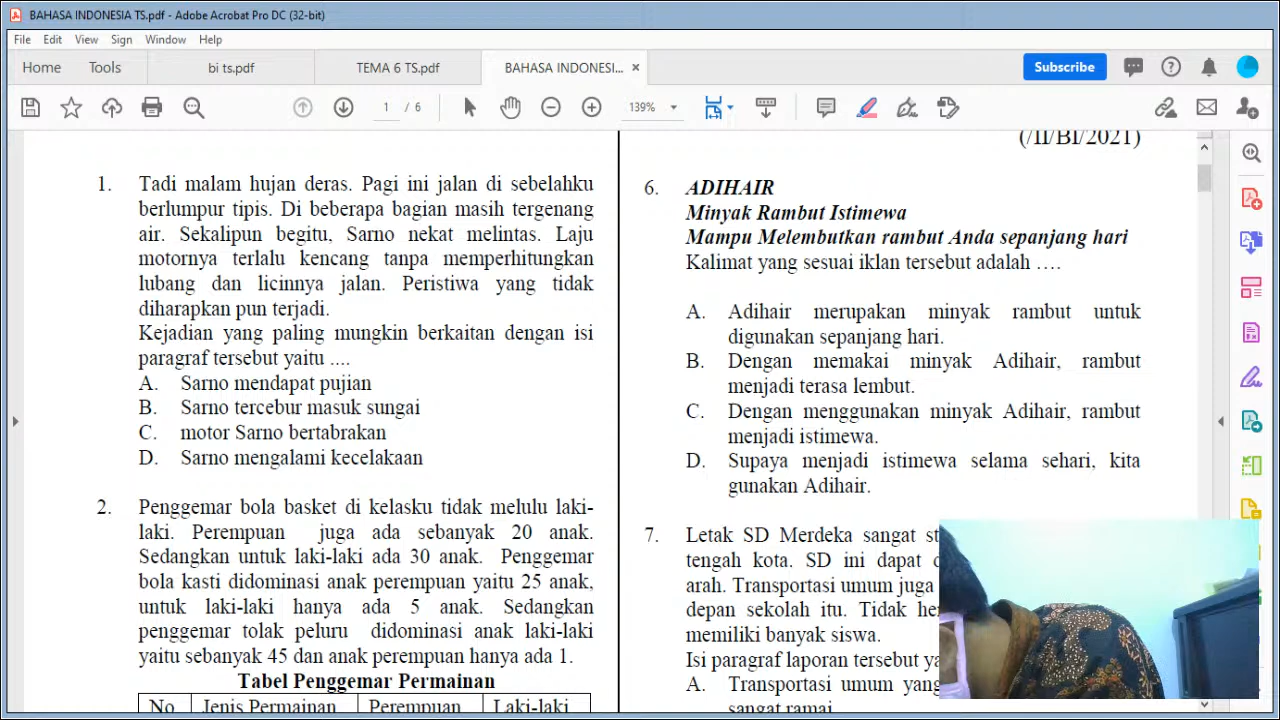 BAHASA INDONESIA TS.pdf - Adobe Acrobat Pro DC (32-bit)
File Edit View Sign Window Help
Home Tools bi ts.pdf TEMA 6 TS.pdf BAHASA INDONESI... × Subscribe
1 / 6 139%
1. Tadi malam hujan deras. Pagi ini jalan di sebelahku
berlumpur tipis. Di beberapa bagian masih tergenang
air. Sekalipun begitu, Sarno nekat melintas. Laju
motornya terlalu kencang tanpa memperhitungkan
lubang dan licinnya jalan. Peristiwa yang tidak
diharapkan pun terjadi.
Kejadian yang paling mungkin berkaitan dengan isi
paragraf tersebut yaitu ....
A. Sarno mendapat pujian
B. Sarno tercebur masuk sungai
C. motor Sarno bertabrakan
D. Sarno mengalami kecelakaan
2. Penggemar bola basket di kelasku tidak melulu laki-
laki. Perempuan juga ada sebanyak 20 anak.
Sedangkan untuk laki-laki ada 30 anak. Penggemar
bola kasti didominasi anak perempuan yaitu 25 anak,
untuk laki-laki hanya ada 5 anak. Sedangkan
penggemar tolak peluru didominasi anak laki-laki
yaitu sebanyak 45 dan anak perempuan hanya ada 1.
Tabel Penggemar Permainan
No Jenis Permainan Perempuan Laki-laki
(/II/BI/2021)
6. ADIHAIR
Minyak Rambut Istimewa
Mampu Melembutkan rambut Anda sepanjang hari
Kalimat yang sesuai iklan tersebut adalah ….
A. Adihair merupakan minyak rambut untuk
digunakan sepanjang hari.
B. Dengan memakai minyak Adihair, rambut
menjadi terasa lembut.
C. Dengan menggunakan minyak Adihair, rambut
menjadi istimewa.
D. Supaya menjadi istimewa selama sehari, kita
gunakan Adihair.
7. Letak SD Merdeka sangat
tengah kota. SD ini dapat
arah. Transportasi umum juga
depan sekolah itu. Tidak
memiliki banyak siswa.
Isi paragraf laporan tersebut
A. Transportasi umum yang
sangat ramai